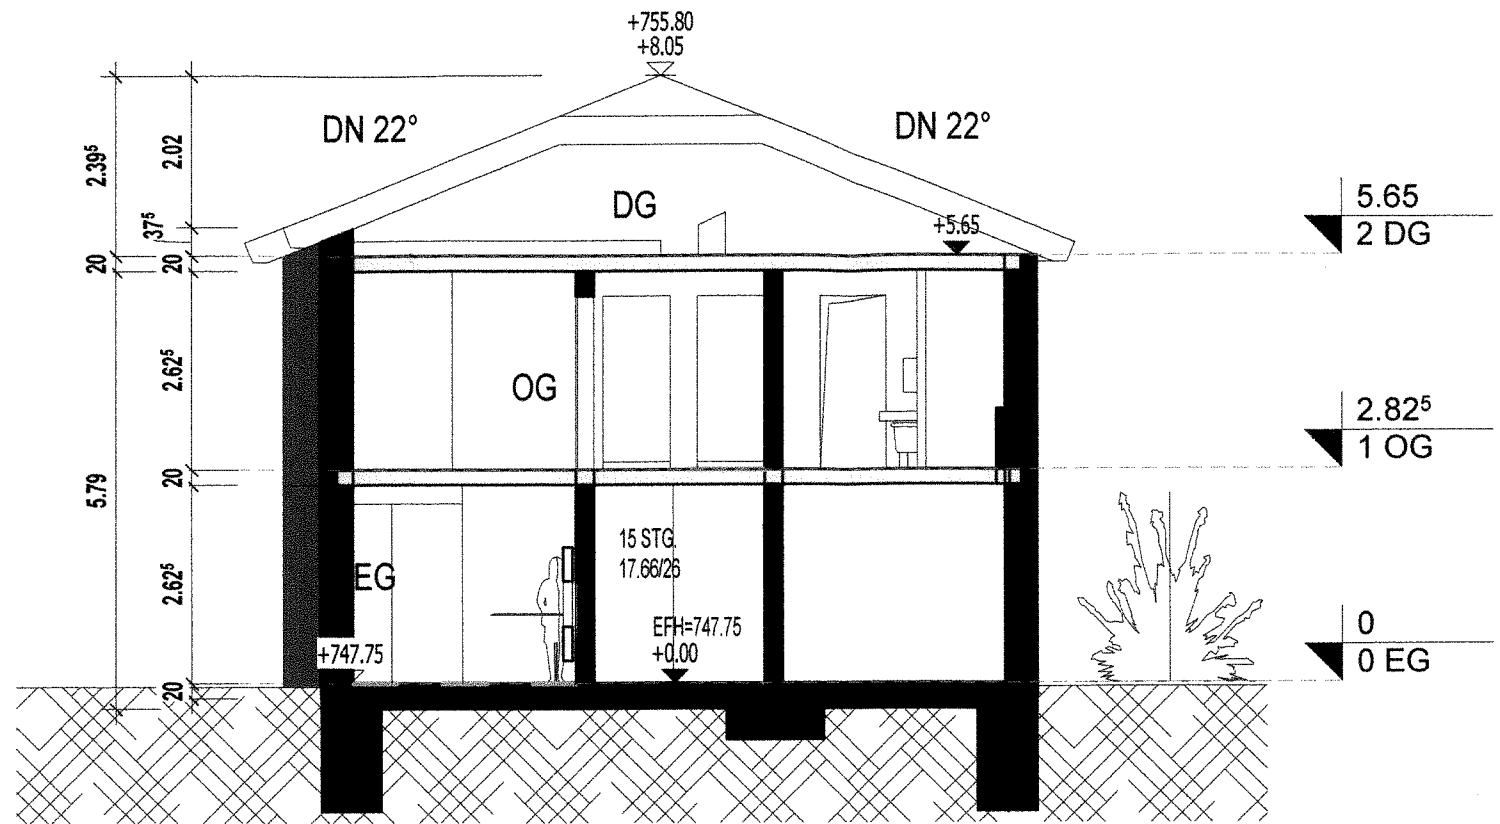 +755.80
+8.05
DN 22°
DN 22°
2.39⁵
2.02
37⁵
DG
+5.65
5.65
2 DG
20
20
2.62⁵
OG
2.82⁵
1 OG
5.79
20
15 STG.
17.66/26
EG
2.62⁵
EFH=747.75
+0.00
+747.75
0
0 EG
20